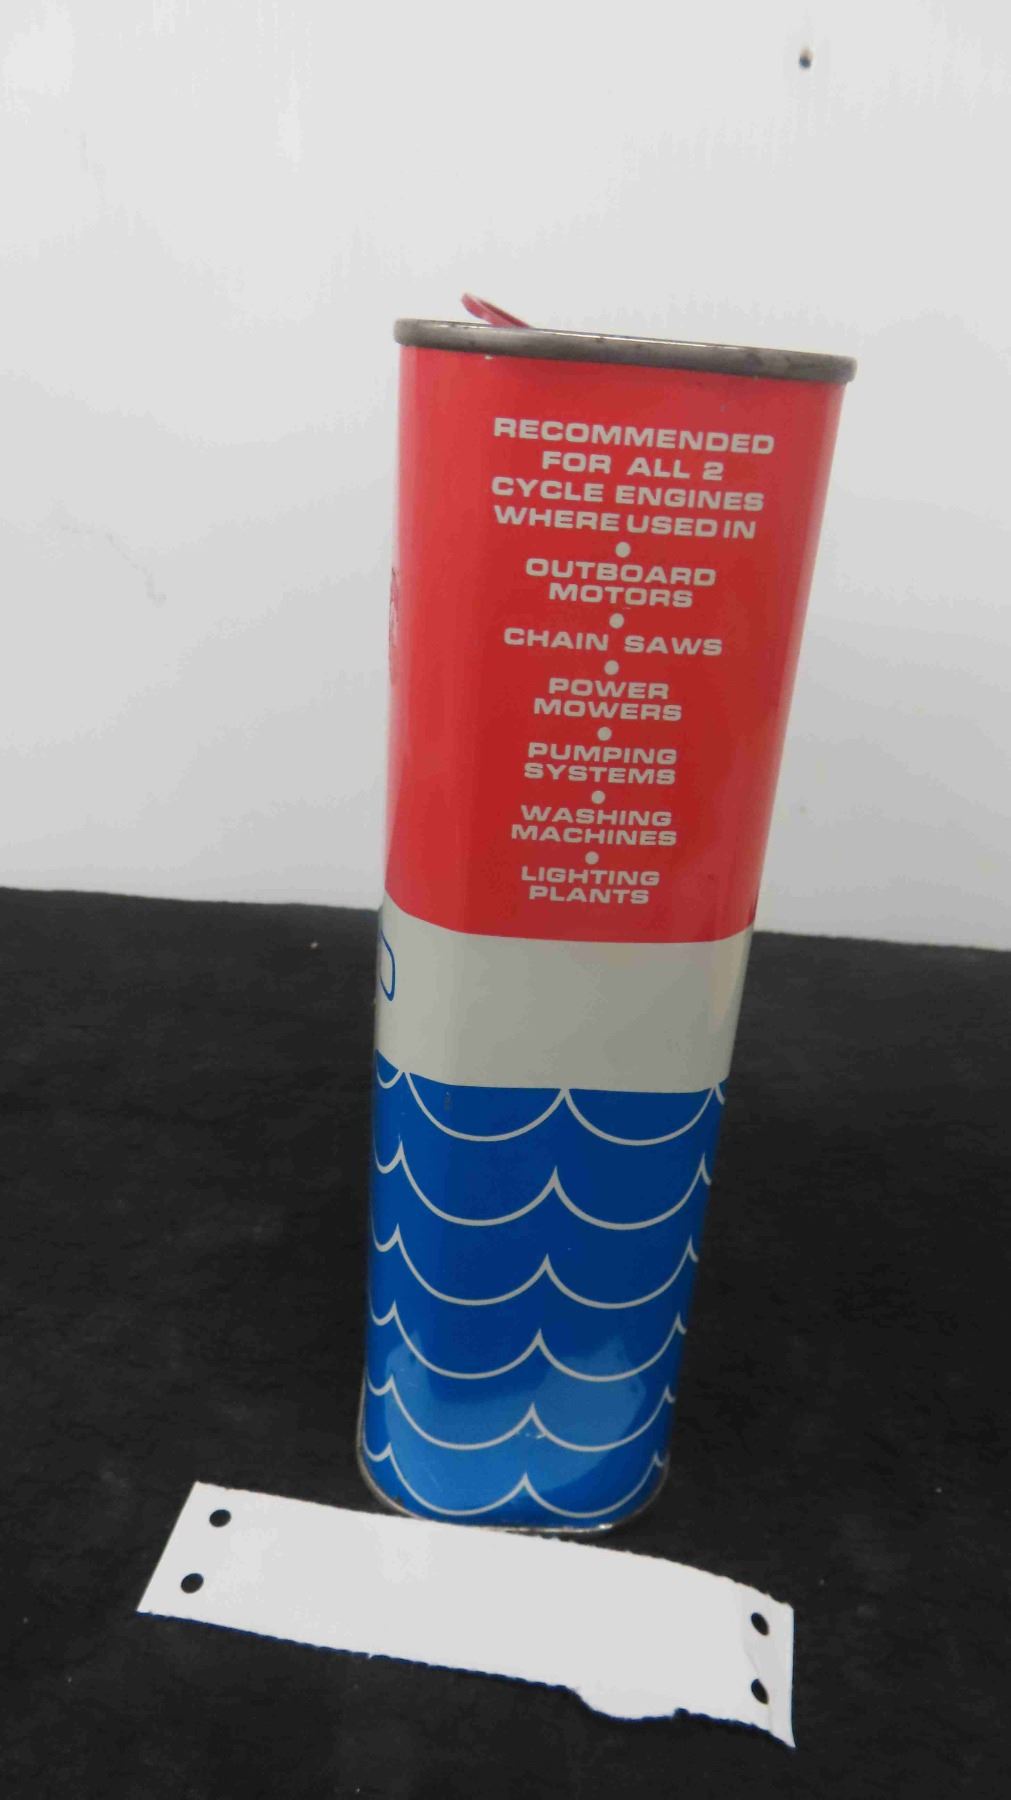 RECOMMENDED
FOR ALL 2
CYCLE ENGINES
WHERE USED IN
•
OUTBOARD
MOTORS
•
CHAIN SAWS
•
POWER
MOWERS
•
PUMPING
SYSTEMS
•
WASHING
MACHINES
•
LIGHTING
PLANTS